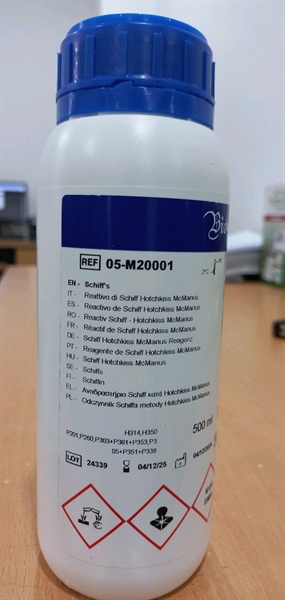 Bio
REF 05-M20001
EN - Schiff's
IT - Reattivo di Schiff Hotchkiss McManus
ES - Reactivo de Schiff Hotchkiss McManus
RO - Reactiv Schiff - Hotchkiss McManus
FR - Réactif de Schiff Hotchkiss McManus
DE - Schiff Hotchkiss McManus Reagenz
PT - Reagente de Schiff Hotchkiss McManus
HU - Schiff Hotchkiss McManus
SE - Schiffs
FI - Schiffin
EL - Αντιδραστήριο Schiff κατά Hotchkiss McManus
PL - Odczynnik Schiffa metody Hotchkiss McManus
500 ml
H314,H350
P201,P260,P303+P361+P353,P3
05+P351+P338
LOT 24339 04/12/25 04/12/